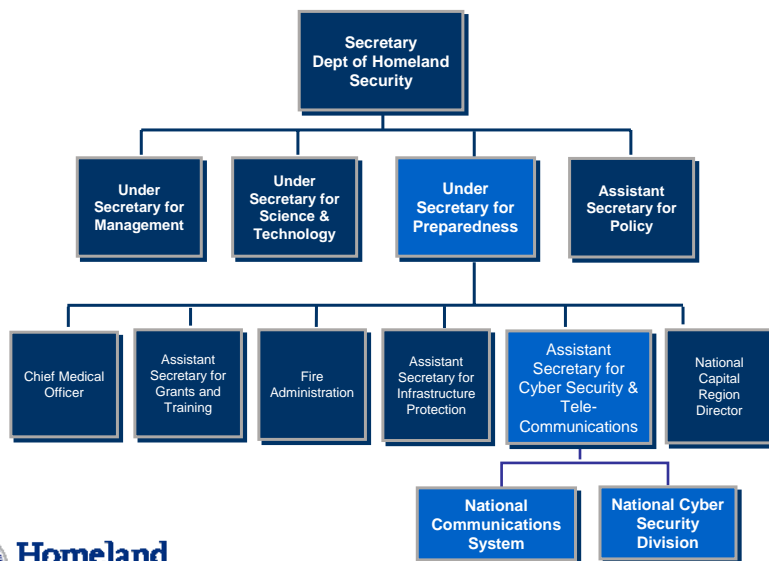 Secretary
Dept of Homeland
Security
Under
Secretary for
Management
Under
Secretary for
Science &
Technology
Under
Secretary for
Preparedness
Assistant
Secretary for
Policy
Chief Medical
Officer
Assistant
Secretary for
Grants and
Training
Fire
Administration
Assistant
Secretary for
Infrastructure
Protection
Assistant
Secretary for
Cyber Security &
Tele-
Communications
National
Capital
Region
Director
National
Communications
System
National Cyber
Security
Division
Homeland